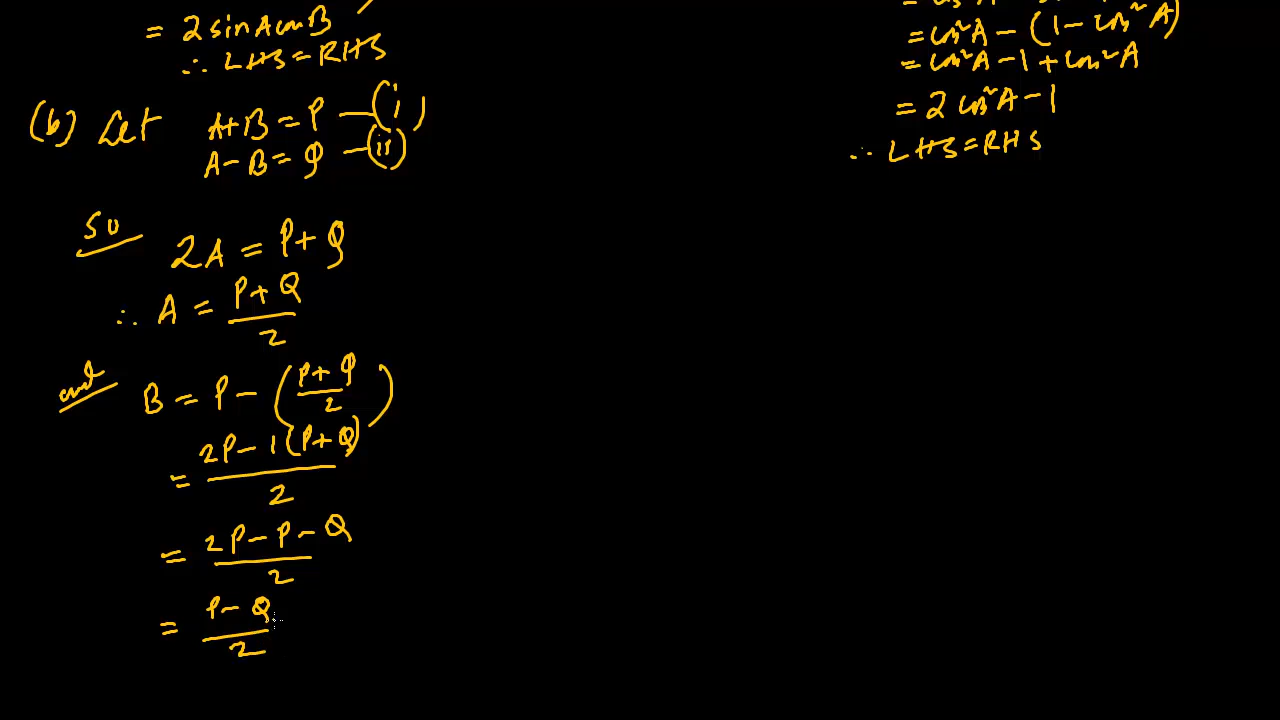 = 2 sin A cos B
∴ LHS = RHS
(b) Let A+B = P —(i)
A−B = Q —(ii)
So 2A = P+Q
∴ A = P+Q
2
and B = P − (P+Q
2)
= 2P − 1(P+Q)
2
= 2P − P − Q
2
= P − Q
2
= cos²A − (1 − cos²A)
= cos²A − 1 + cos²A
= 2 cos²A − 1
∴ LHS = RHS